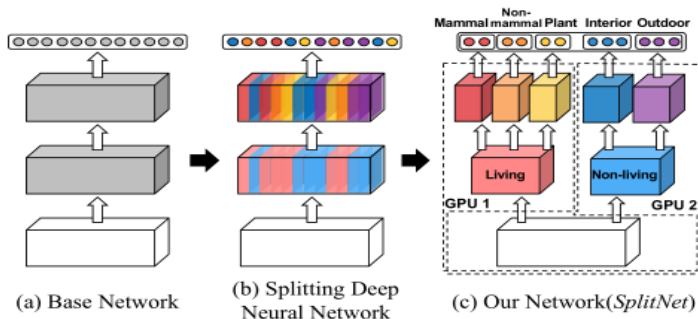 Mammal Non-mammal Plant Interior Outdoor
Living Non-living
GPU 1 GPU 2
(a) Base Network
(b) Splitting Deep
Neural Network
(c) Our Network(SplitNet)